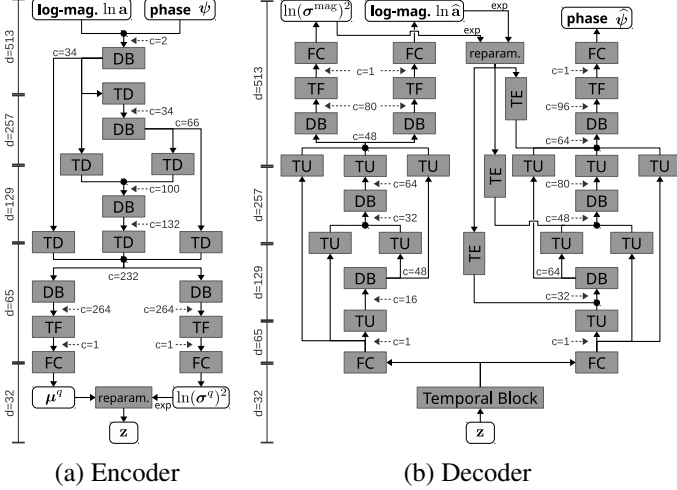 log-mag. ln a phase ψ
c=2
c=34
DB
d=513
TD
c=34
DB
c=66
d=257
TD TD
c=100
DB
d=129
c=132
TD TD TD
c=232
DB DB
c=264 c=264
d=65
TF TF
c=1 c=1
FC FC
μ^q reparam. ln(σ^q)²
exp
d=32
z
(a) Encoder
ln(σ^mag)² log-mag. ln â exp phase ψ̂
exp
FC FC reparam. FC
c=1 c=1
d=513
TF TF TE TF
c=80 c=96
DB DB DB
c=48 c=64
TU TU TU TE TU TU TU
c=64 c=80
d=257
DB DB
c=32 c=48
TU TU TE TU TU
c=48 c=64
DB DB
d=129
c=16 c=32
TU TU
d=65
c=1 c=1
FC FC
Temporal Block
d=32
z
(b) Decoder